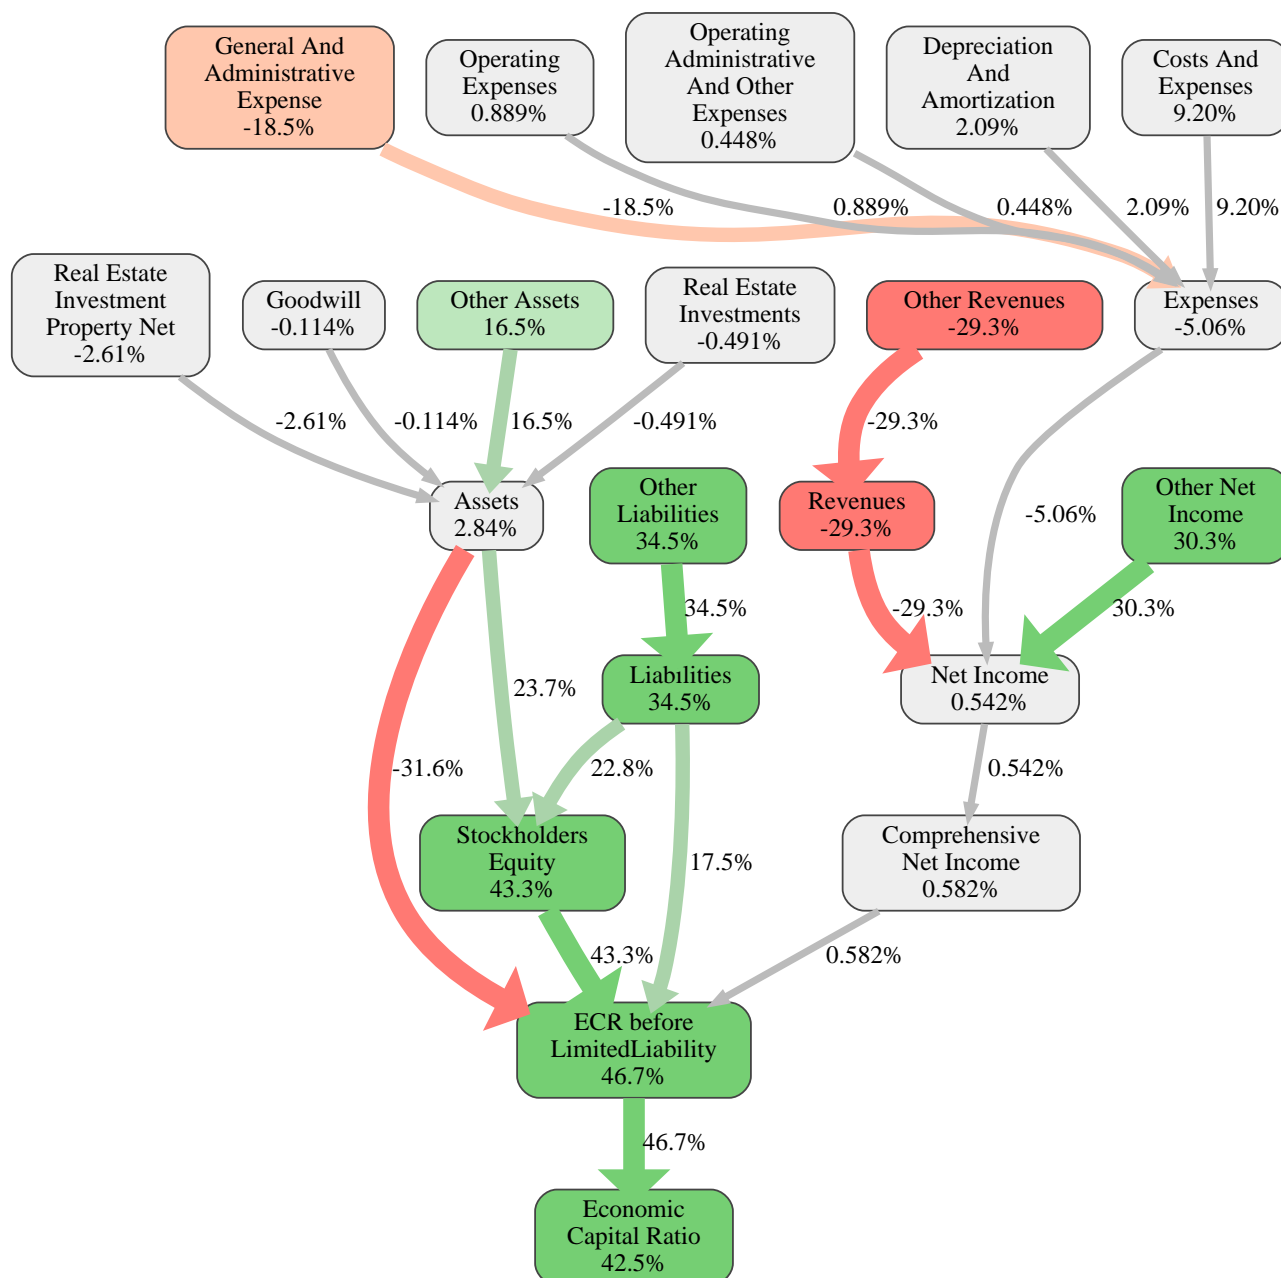 General And
Administrative
Expense
-18.5%
Operating
Expenses
0.889%
Operating
Administrative
And Other
Expenses
0.448%
Depreciation
And
Amortization
2.09%
Costs And
Expenses
9.20%
-18.5%
0.889%
0.448%
2.09%
9.20%
Real Estate
Investment
Property Net
-2.61%
Goodwill
-0.114%
Other Assets
16.5%
Real Estate
Investments
-0.491%
Other Revenues
-29.3%
Expenses
-5.06%
-2.61%
-0.114%
16.5%
-0.491%
-29.3%
Assets
2.84%
Other
Liabilities
34.5%
Revenues
-29.3%
-5.06%
Other Net
Income
30.3%
34.5%
-29.3%
30.3%
23.7%
Liabilities
34.5%
Net Income
0.542%
-31.6%
22.8%
0.542%
Stockholders
Equity
43.3%
17.5%
Comprehensive
Net Income
0.582%
43.3%
0.582%
ECR before
LimitedLiability
46.7%
46.7%
Economic
Capital Ratio
42.5%